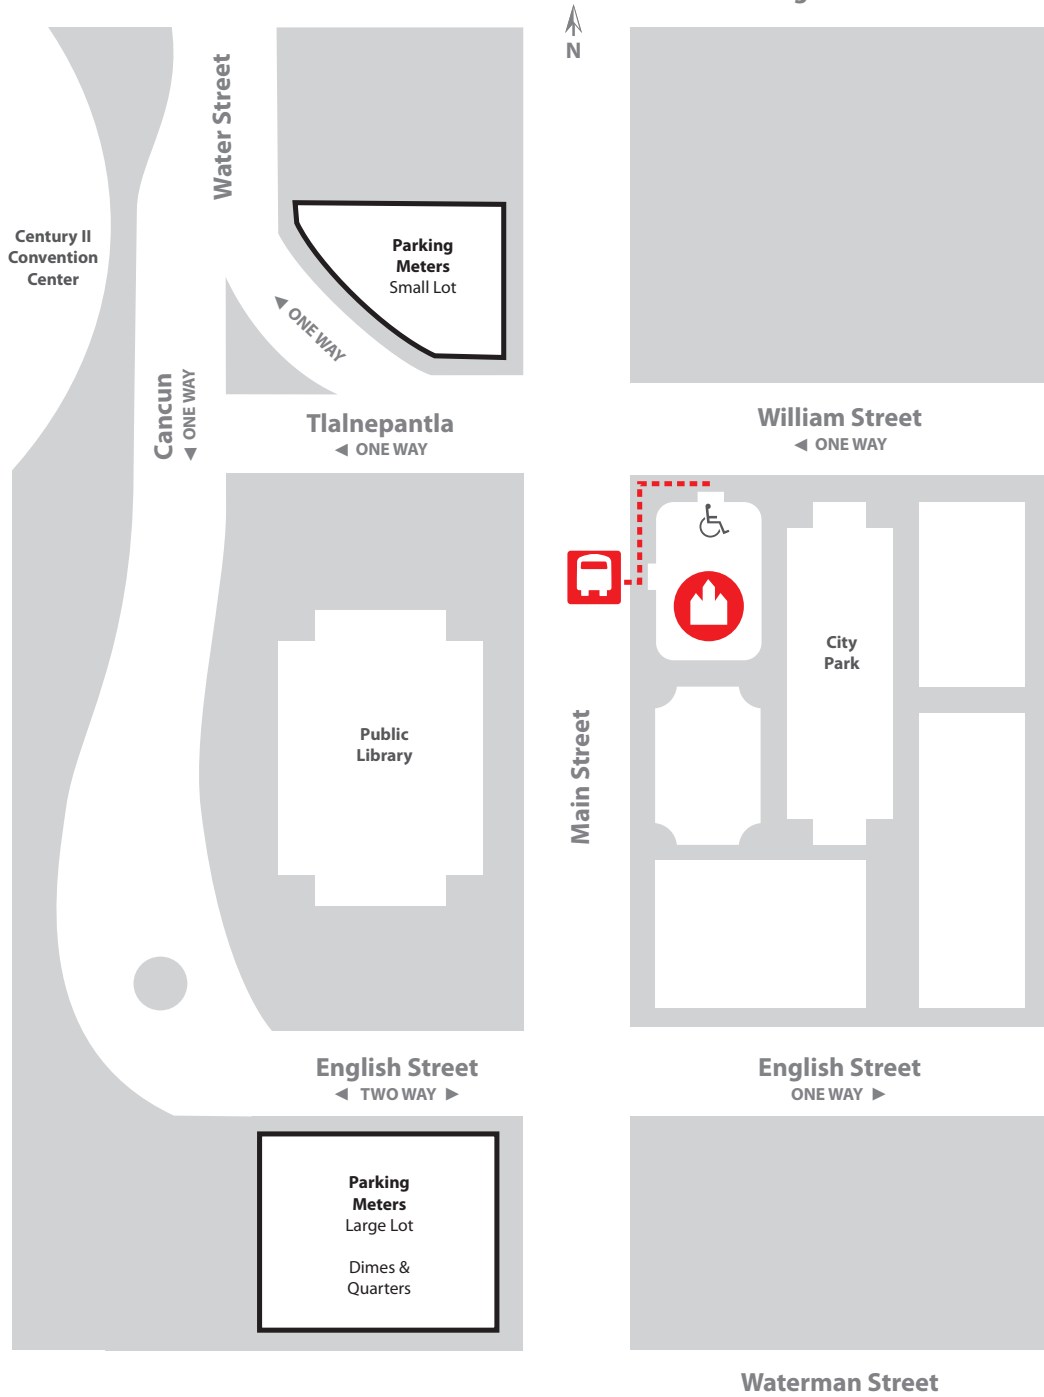 N
Water Street
Century II
Convention
Center
Parking
Meters
Small Lot
◀ ONE WAY
Cancun
◀ ONE WAY
Tlalnepantla
◀ ONE WAY
William Street
◀ ONE WAY
City
Park
Public
Library
Main Street
English Street
◀ TWO WAY ▶
English Street
ONE WAY ▶
Parking
Meters
Large Lot
Dimes &
Quarters
Waterman Street